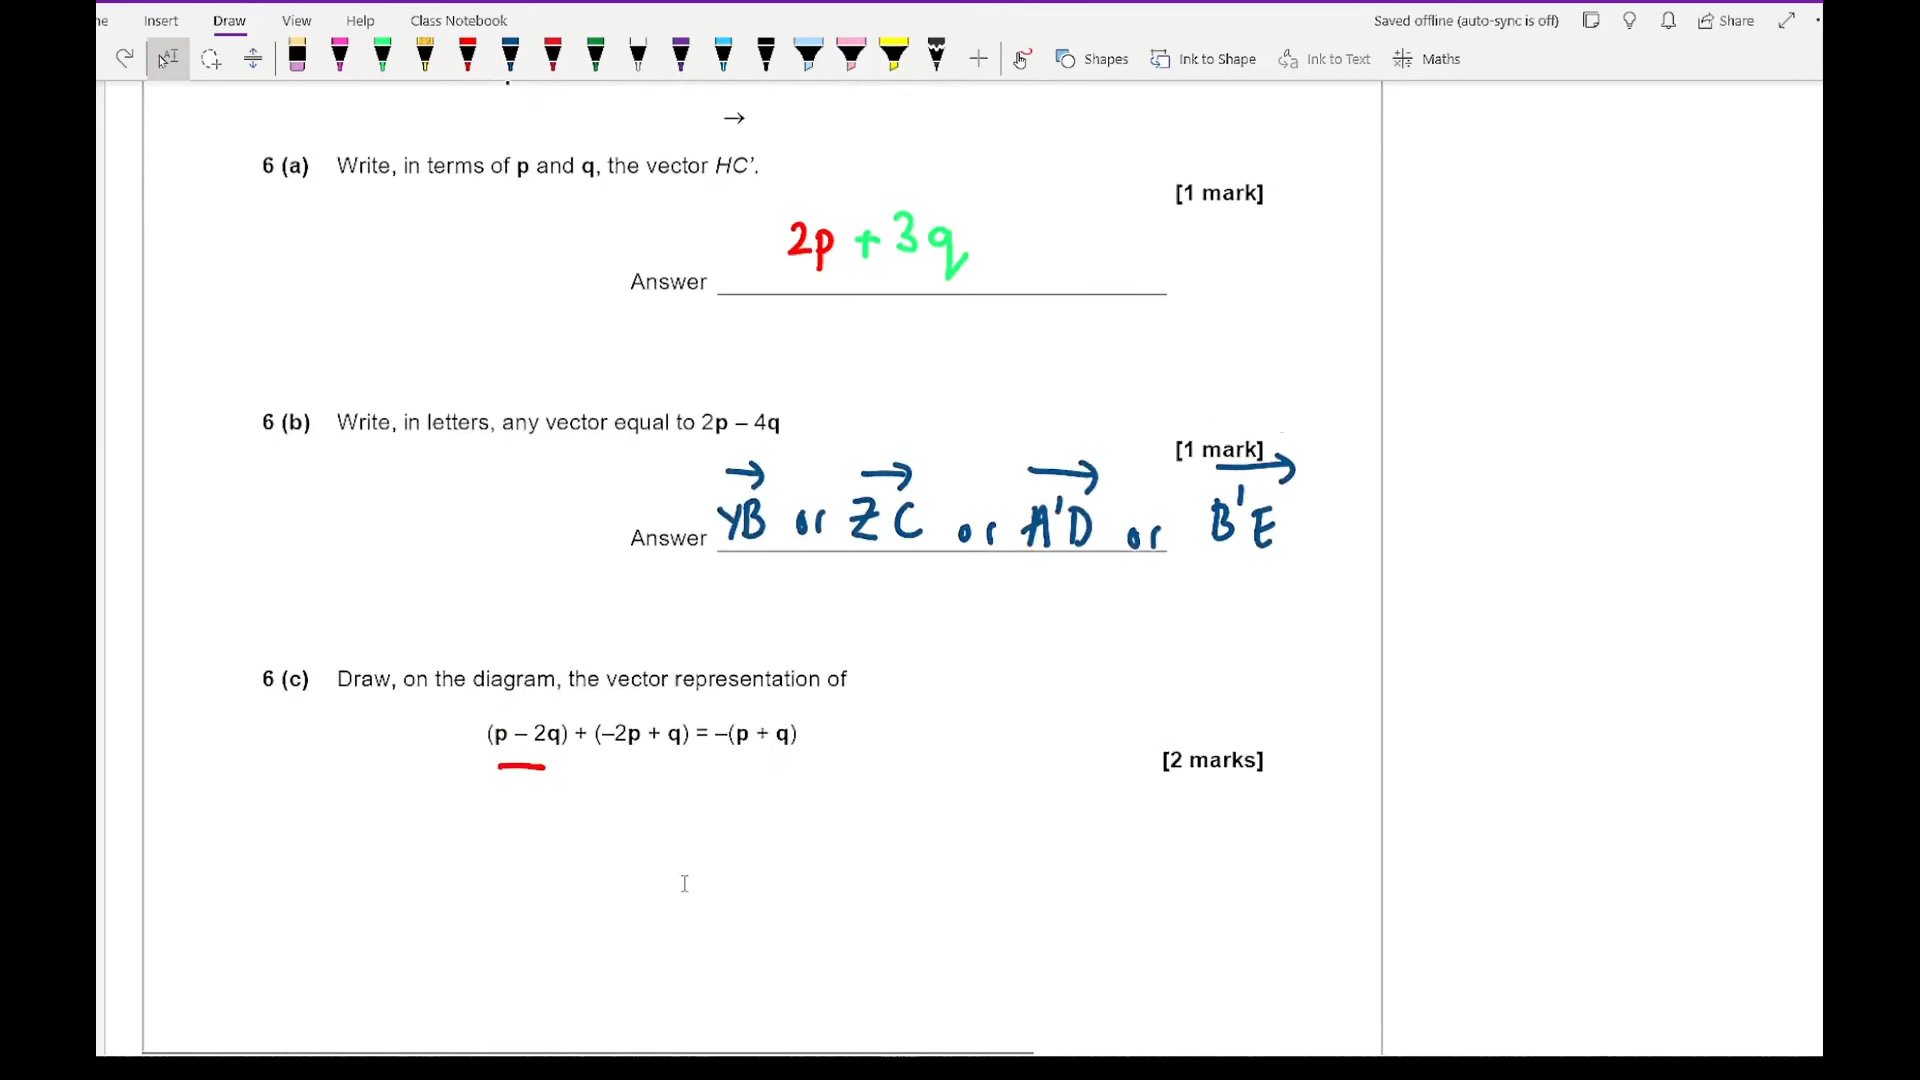 Insert Draw View Help Class Notebook Saved offline (auto-sync is off) Share
Shapes Ink to Shape Ink to Text Maths
→
6 (a) Write, in terms of p and q, the vector HC'.
[1 mark]
2p + 3q
Answer
6 (b) Write, in letters, any vector equal to 2p – 4q
[1 mark]
Answer YB or ZC or A'D or B'E
6 (c) Draw, on the diagram, the vector representation of
(p – 2q) + (–2p + q) = –(p + q)
[2 marks]